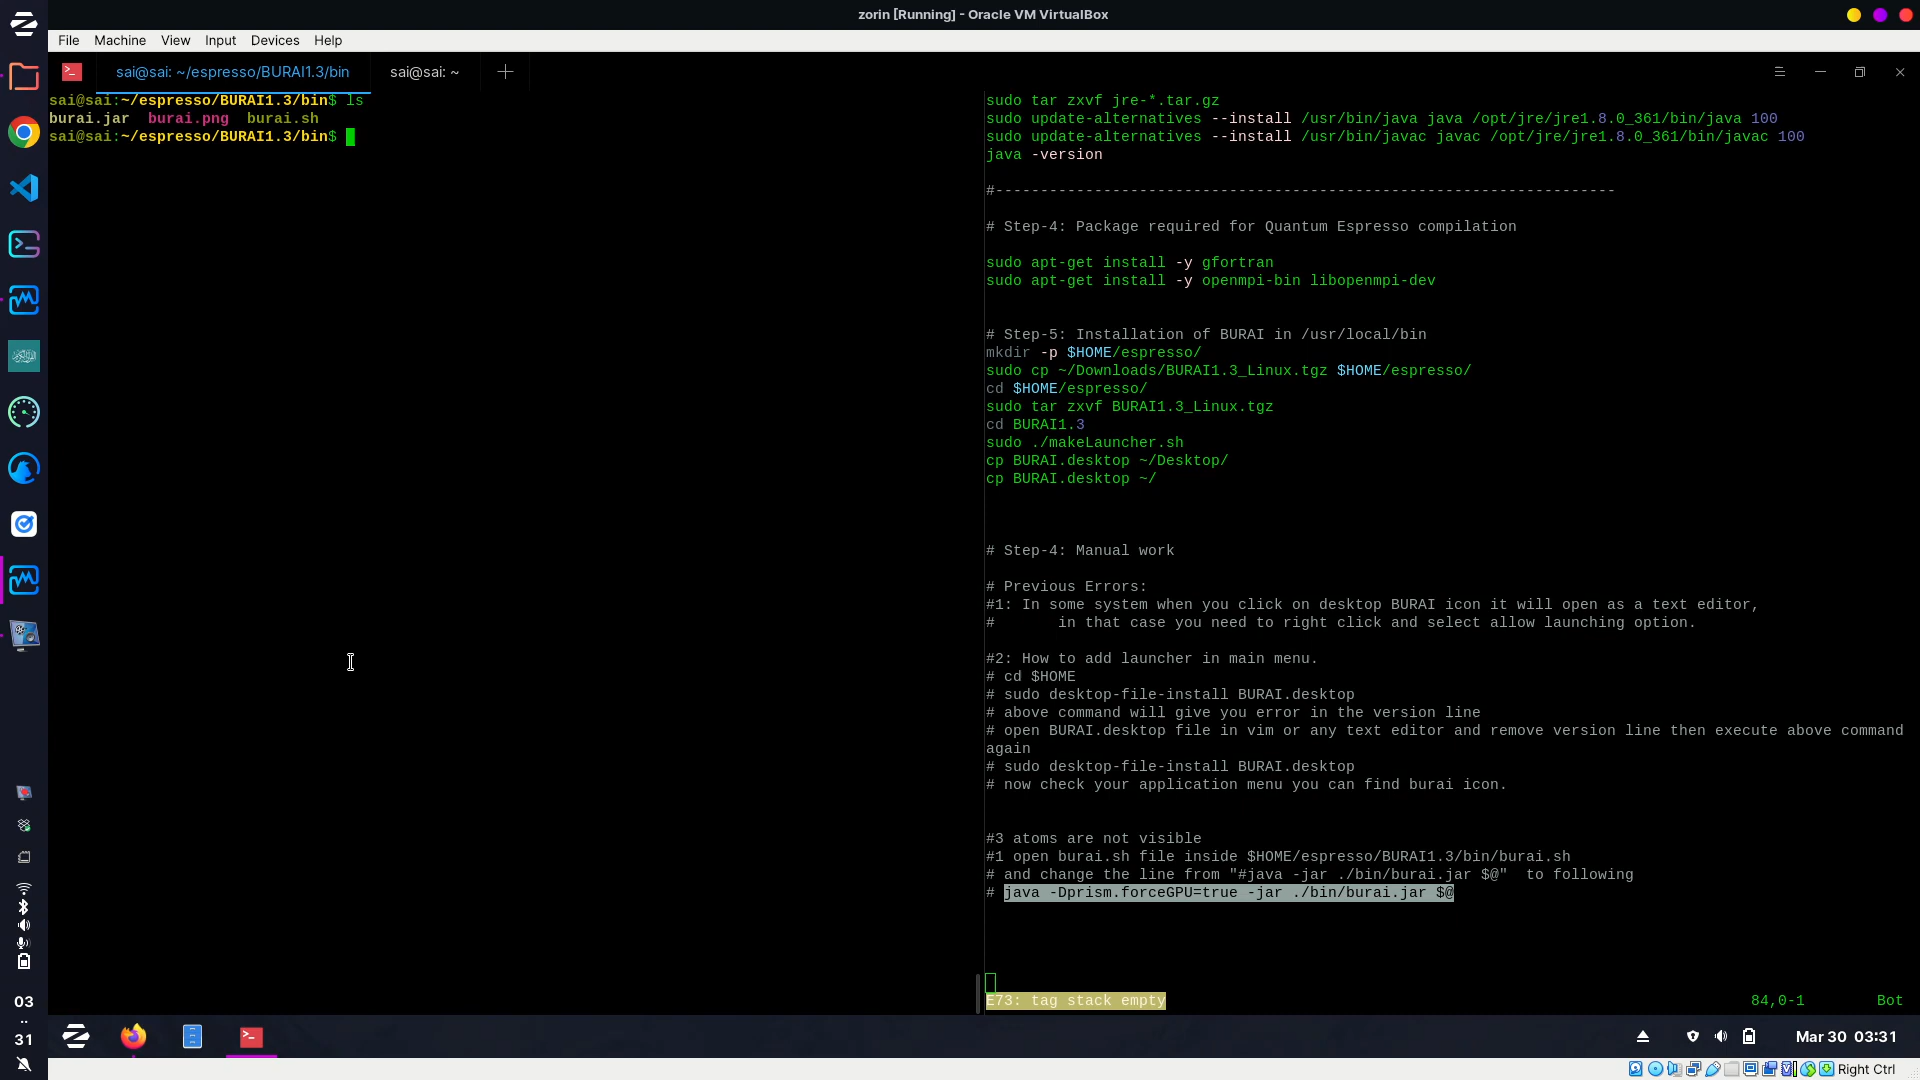 zorin [Running] - Oracle VM VirtualBox
File Machine View Input Devices Help
sai@sai: ~/espresso/BURAI1.3/bin
sai@sai: ~
sai@sai:~/espresso/BURAI1.3/bin$ ls
burai.jar burai.png burai.sh
sai@sai:~/espresso/BURAI1.3/bin$
sudo tar zxvf jre-*.tar.gz
sudo update-alternatives --install /usr/bin/java java /opt/jre/jre1.8.0_361/bin/java 100
sudo update-alternatives --install /usr/bin/javac javac /opt/jre/jre1.8.0_361/bin/javac 100
java -version
#---------------------------------------------------------------------
# Step-4: Package required for Quantum Espresso compilation
sudo apt-get install -y gfortran
sudo apt-get install -y openmpi-bin libopenmpi-dev
# Step-5: Installation of BURAI in /usr/local/bin
mkdir -p $HOME/espresso/
sudo cp ~/Downloads/BURAI1.3_Linux.tgz $HOME/espresso/
cd $HOME/espresso/
sudo tar zxvf BURAI1.3_Linux.tgz
cd BURAI1.3
sudo ./makeLauncher.sh
cp BURAI.desktop ~/Desktop/
cp BURAI.desktop ~/
# Step-4: Manual work
# Previous Errors:
#1: In some system when you click on desktop BURAI icon it will open as a text editor,
# in that case you need to right click and select allow launching option.
#2: How to add launcher in main menu.
# cd $HOME
# sudo desktop-file-install BURAI.desktop
# above command will give you error in the version line
# open BURAI.desktop file in vim or any text editor and remove version line then execute above command
again
# sudo desktop-file-install BURAI.desktop
# now check your application menu you can find burai icon.
#3 atoms are not visible
#1 open burai.sh file inside $HOME/espresso/BURAI1.3/bin/burai.sh
# and change the line from "#java -jar ./bin/burai.jar $@" to following
# java -Dprism.forceGPU=true -jar ./bin/burai.jar $@
E73: tag stack empty
84,0-1
Bot
03
..
31
Mar 30 03:31
Right Ctrl